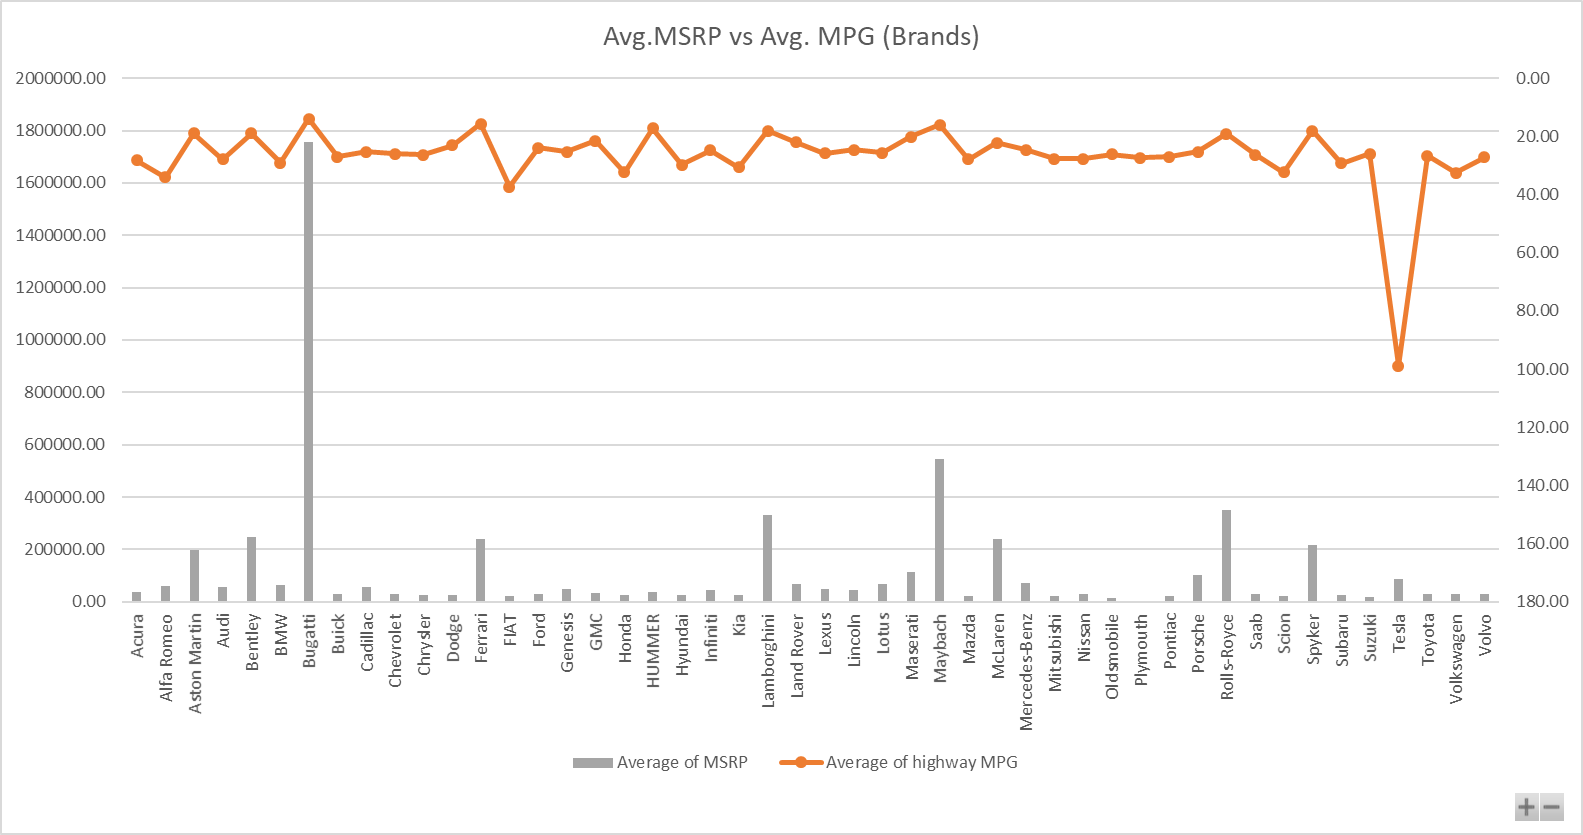 Avg.MSRP vs Avg. MPG (Brands)
2000000.00
1800000.00
1600000.00
1400000.00
1200000.00
1000000.00
800000.00
600000.00
400000.00
200000.00
0.00
0.00
20.00
40.00
60.00
80.00
100.00
120.00
140.00
160.00
180.00
Acura
Alfa Romeo
Aston Martin
Audi
Bentley
BMW
Bugatti
Buick
Cadillac
Chevrolet
Chrysler
Dodge
Ferrari
FIAT
Ford
Genesis
GMC
Honda
HUMMER
Hyundai
Infiniti
Kia
Lamborghini
Land Rover
Lexus
Lincoln
Lotus
Maserati
Maybach
Mazda
McLaren
Mercedes-Benz
Mitsubishi
Nissan
Oldsmobile
Plymouth
Pontiac
Porsche
Rolls-Royce
Saab
Scion
Spyker
Subaru
Suzuki
Tesla
Toyota
Volkswagen
Volvo
Average of MSRP
Average of highway MPG